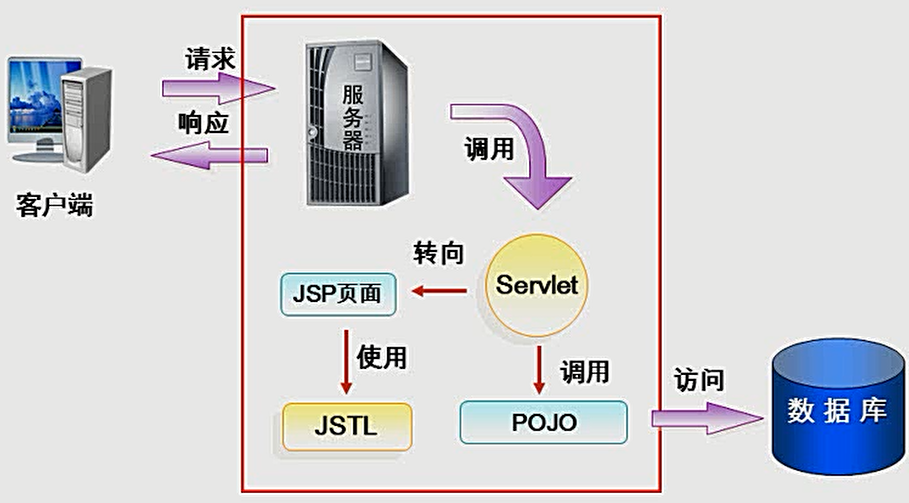 请求
服务器
响应
调用
客户端
转向
Servlet
JSP页面
使用
调用
访问
数据库
JSTL
POJO